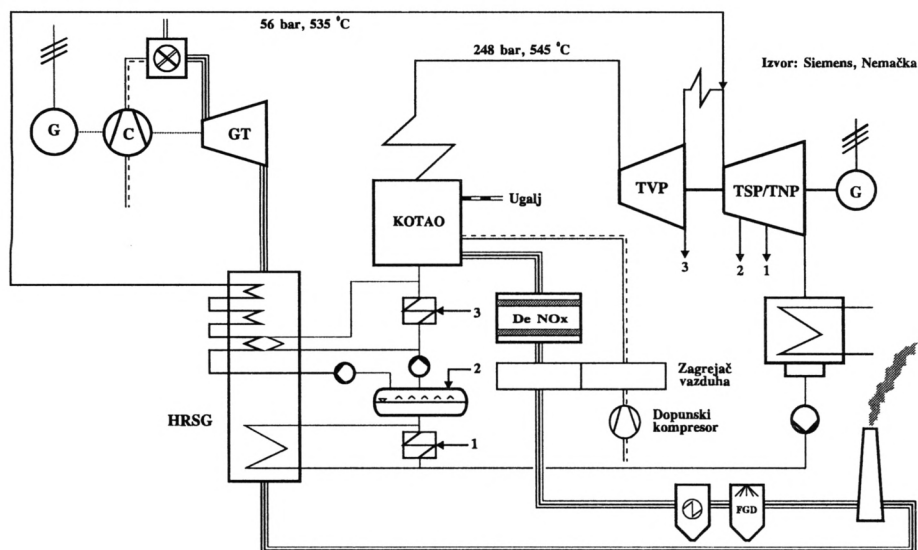 56 bar, 535 °C
248 bar, 545 °C
Izvor: Siemens, Nemačka
G
C
GT
TVP
TSP/TNP
G
KOTAO
Ugalj
3
2
1
3
De NOx
2
Zagrejač
vazduha
HRSG
Dopunski
kompresor
1
FGD